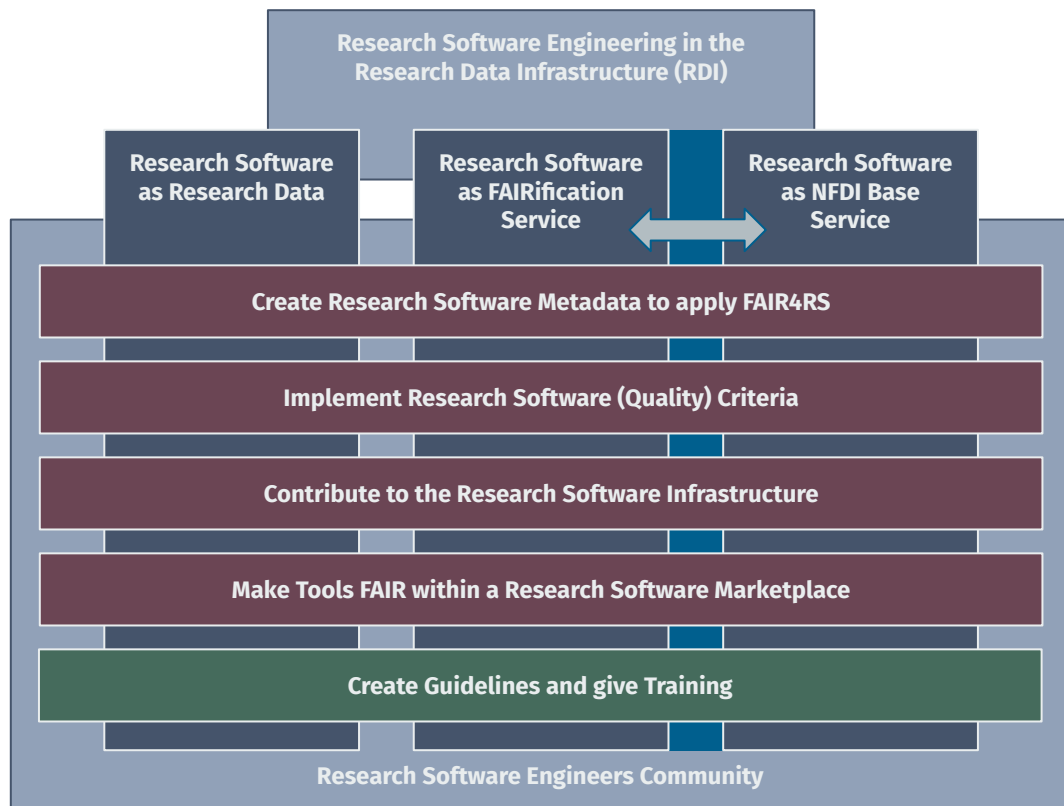 Research Software Engineering in the
Research Data Infrastructure (RDI)
Research Software
as Research Data
Research Software
as FAIRification
Service
Research Software
as NFDI Base
Service
Create Research Software Metadata to apply FAIR4RS
Implement Research Software (Quality) Criteria
Contribute to the Research Software Infrastructure
Make Tools FAIR within a Research Software Marketplace
Create Guidelines and give Training
Research Software Engineers Community